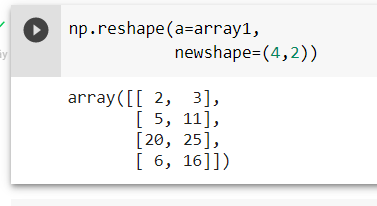 np.reshape(a=array1,
newshape=(4,2))
array([[ 2,  3],
[ 5, 11],
[20, 25],
[ 6, 16]])